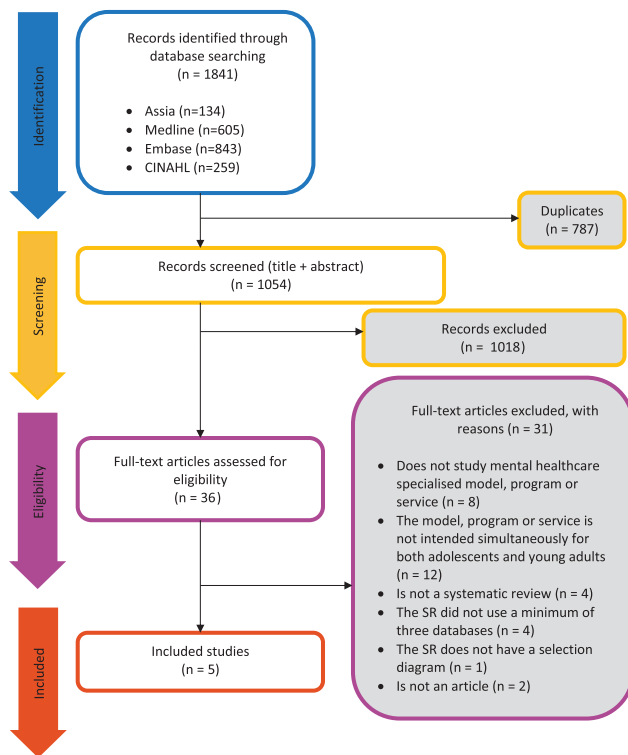 Identification
Records identified through
database searching
(n = 1841)
• Assia (n=134)
• Medline (n=605)
• Embase (n=843)
• CINAHL (n=259)
Duplicates
(n = 787)
Screening
Records screened (title + abstract)
(n = 1054)
Records excluded
(n = 1018)
Eligibility
Full-text articles assessed for
eligibility
(n = 36)
Full-text articles excluded, with
reasons (n = 31)
• Does not study mental healthcare
specialised model, program or
service (n = 8)
• The model, program or service is
not intended simultaneously for
both adolescents and young adults
(n = 12)
• Is not a systematic review (n = 4)
• The SR did not use a minimum of
three databases (n = 4)
• The SR does not have a selection
diagram (n = 1)
• Is not an article (n = 2)
Included
Included studies
(n = 5)